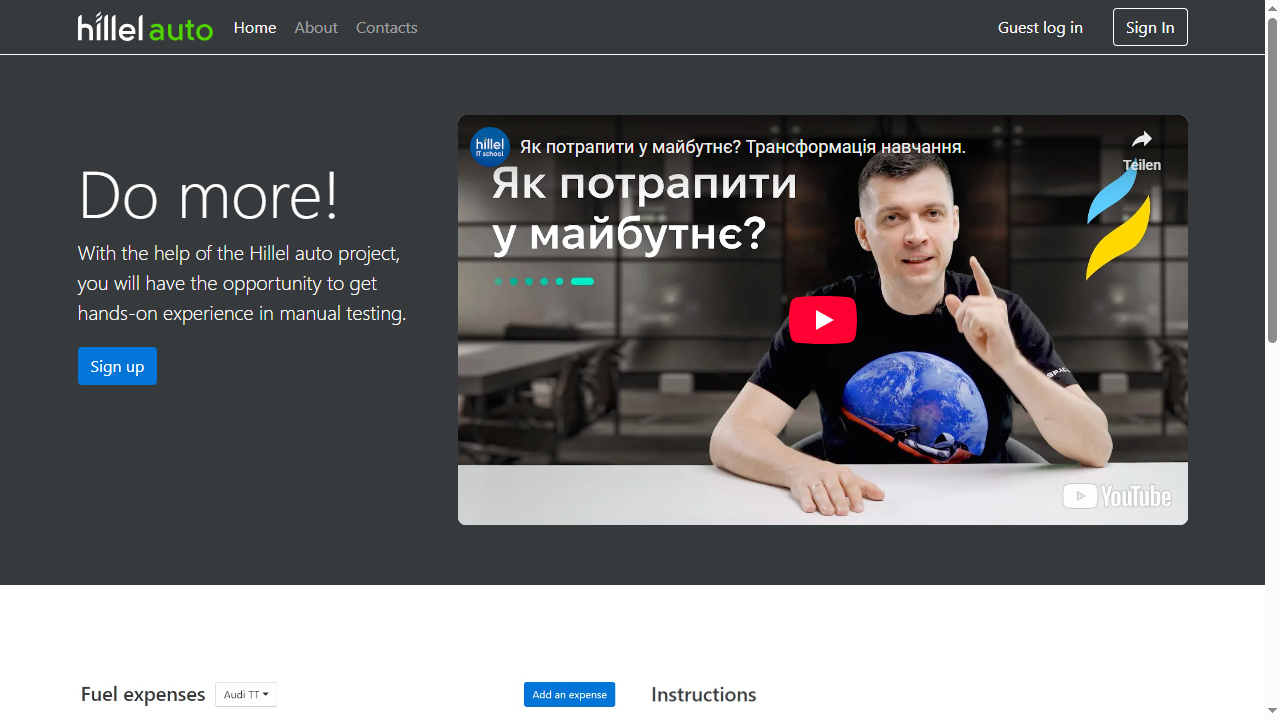 hillel auto Home About Contacts Guest log in Sign In
Do more!
With the help of the Hillel auto project,
you will have the opportunity to get
hands-on experience in manual testing.
Sign up
hillel
IT school
Як потрапити у майбутнє? Трансформація навчання.
Teilen
Як потрапити
у майбутнє?
YouTube
Fuel expenses Audi TT Add an expense
Instructions